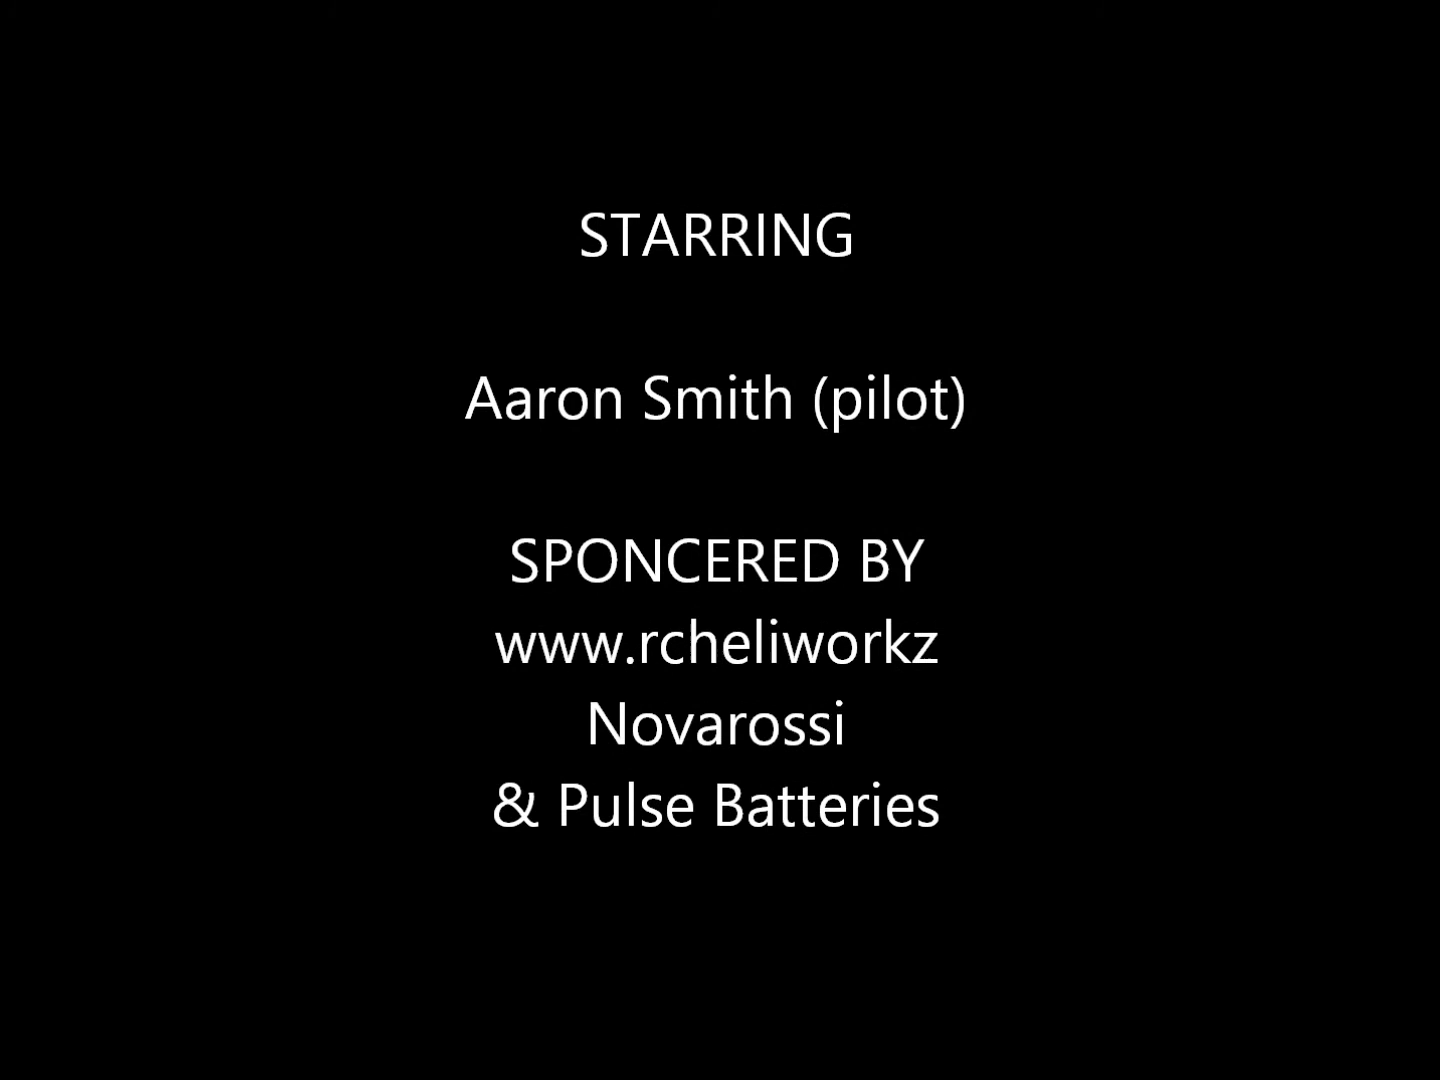 STARRING
Aaron Smith (pilot)
SPONCERED BY
www.rcheliworkz
Novarossi
& Pulse Batteries